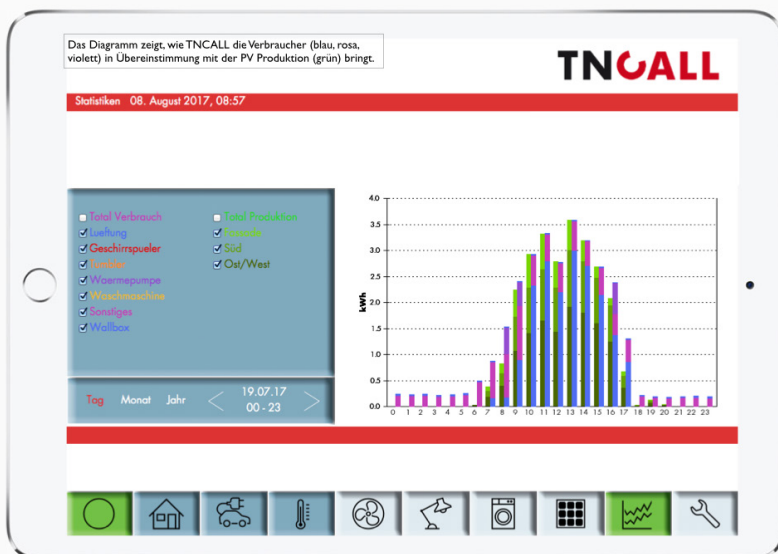 Das Diagramm zeigt, wie TNCALL die Verbraucher (blau, rosa,
violett) in Übereinstimmung mit der PV Produktion (grün) bringt.
TNCALL
Statistiken 08. August 2017, 08:57
Total Verbrauch
Total Produktion
Lueftung
Geschirrspueler
Süd
Ost/West
Waermepumpe
Waschmaschine
Sonstiges
Wallbox
Tag Monat Jahr < 19.07.17 >
00 - 23
kWh
4.0
3.5
3.0
2.5
2.0
1.5
1.0
0.5
0.0
0 1 2 3 4 5 6 7 8 9 10 11 12 13 14 15 16 17 18 19 20 21 22 23